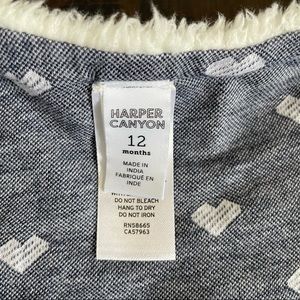 HARPER
CANYON
12
months
MADE IN
INDIA
FABRIQUÉ EN
INDE
DO NOT BLEACH
HANG TO DRY
DO NOT IRON
RN58665
CA57963